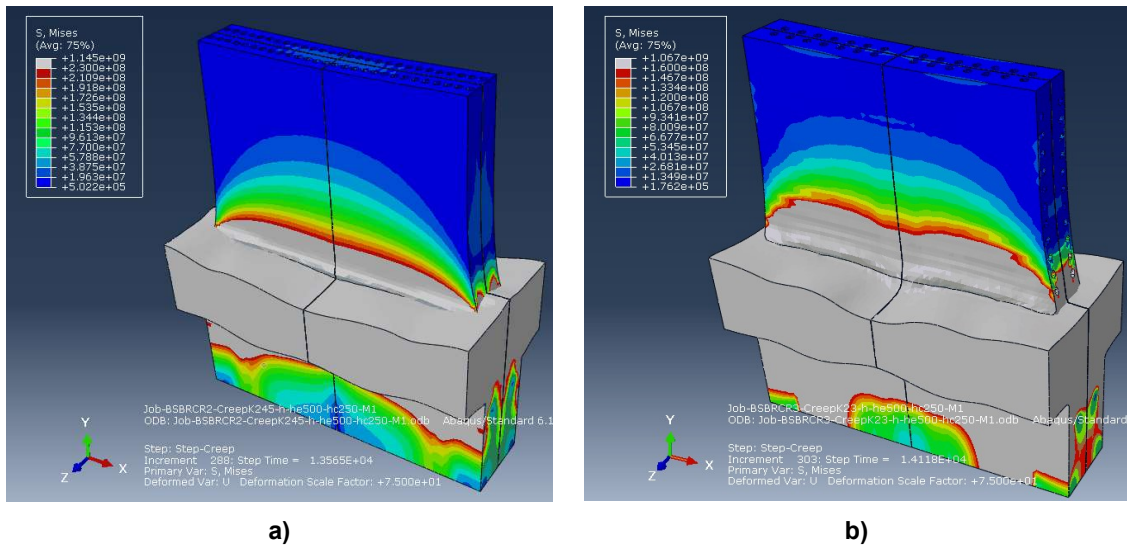 S, Mises
(Avg: 75%)
+1.145e+09
+2.300e+08
+2.109e+08
+1.918e+08
+1.726e+08
+1.535e+08
+1.344e+08
+1.153e+08
+9.613e+07
+7.700e+07
+5.788e+07
+3.875e+07
+1.963e+07
+5.022e+05
Y
Z X
Job-BSBRCR2-CreepK245-h-he500-hc250-M1
ODB: Job-BSBRCR2-CreepK245-h-he500-hc250-M1.odb Abaqus/Standard 6.1
Step: Step-Creep
Increment 288: Step Time = 1.3565E+04
Primary Var: S, Mises
Deformed Var: U Deformation Scale Factor: +7.500e+01
a)
S, Mises
(Avg: 75%)
+1.067e+09
+1.600e+08
+1.467e+08
+1.334e+08
+1.200e+08
+1.067e+08
+9.341e+07
+8.009e+07
+6.677e+07
+5.345e+07
+4.013e+07
+2.681e+07
+1.349e+07
+1.762e+05
Y
Z X
Job-BSBRCR3-CreepK23-h-he500-hc250-M1
ODB: Job-BSBRCR3-CreepK23-h-he500-hc250-M1.odb Abaqus/Standard
Step: Step-Creep
Increment 303: Step Time = 1.4118E+04
Primary Var: S, Mises
Deformed Var: U Deformation Scale Factor: +7.500e+01
b)